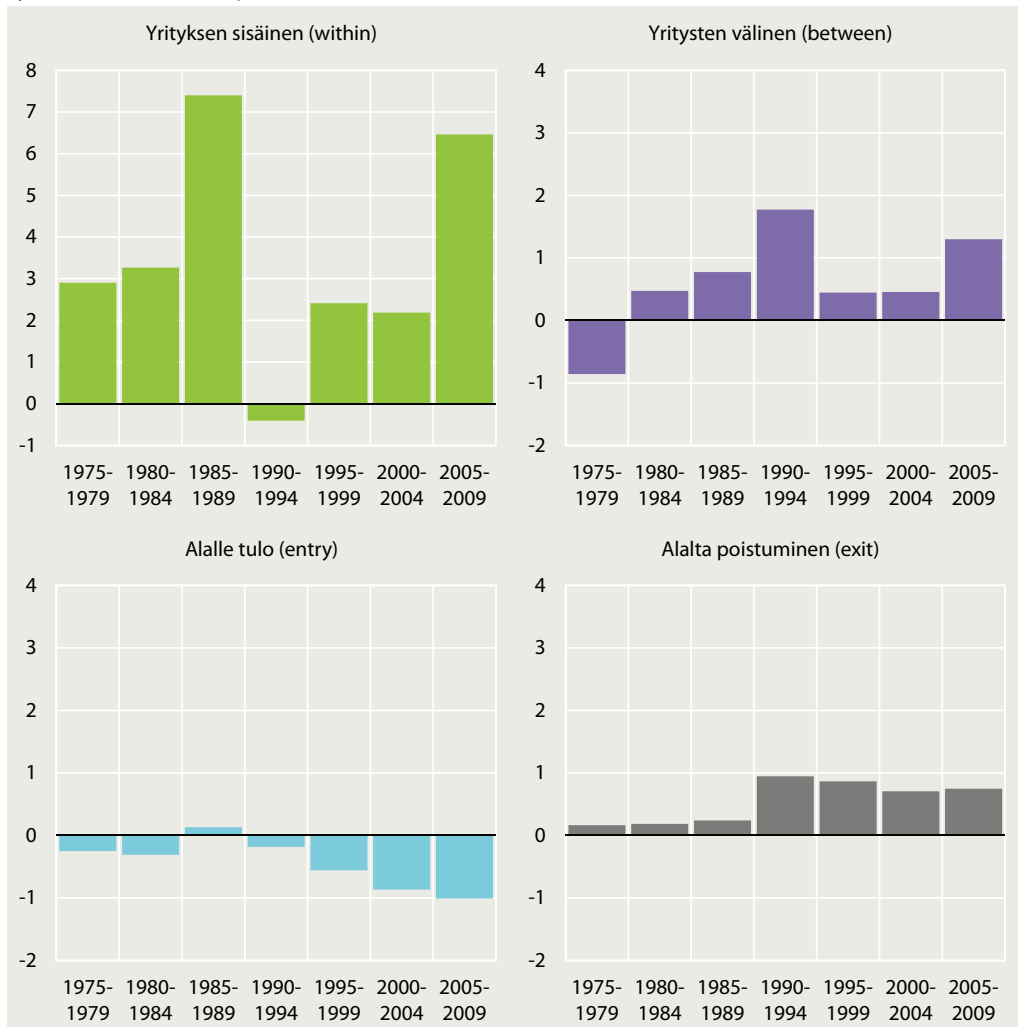 Yrityksen sisäinen (within)
8
7
6
5
4
3
2
1
0
-1
1975- 1980- 1985- 1990- 1995- 2000- 2005-
1979 1984 1989 1994 1999 2004 2009
Yritysten välinen (between)
4
3
2
1
0
-1
-2
1975- 1980- 1985- 1990- 1995- 2000- 2005-
1979 1984 1989 1994 1999 2004 2009
Alalle tulo (entry)
4
3
2
1
0
-1
-2
1975- 1980- 1985- 1990- 1995- 2000- 2005-
1979 1984 1989 1994 1999 2004 2009
Alalta poistuminen (exit)
4
3
2
1
0
-1
-2
1975- 1980- 1985- 1990- 1995- 2000- 2005-
1979 1984 1989 1994 1999 2004 2009